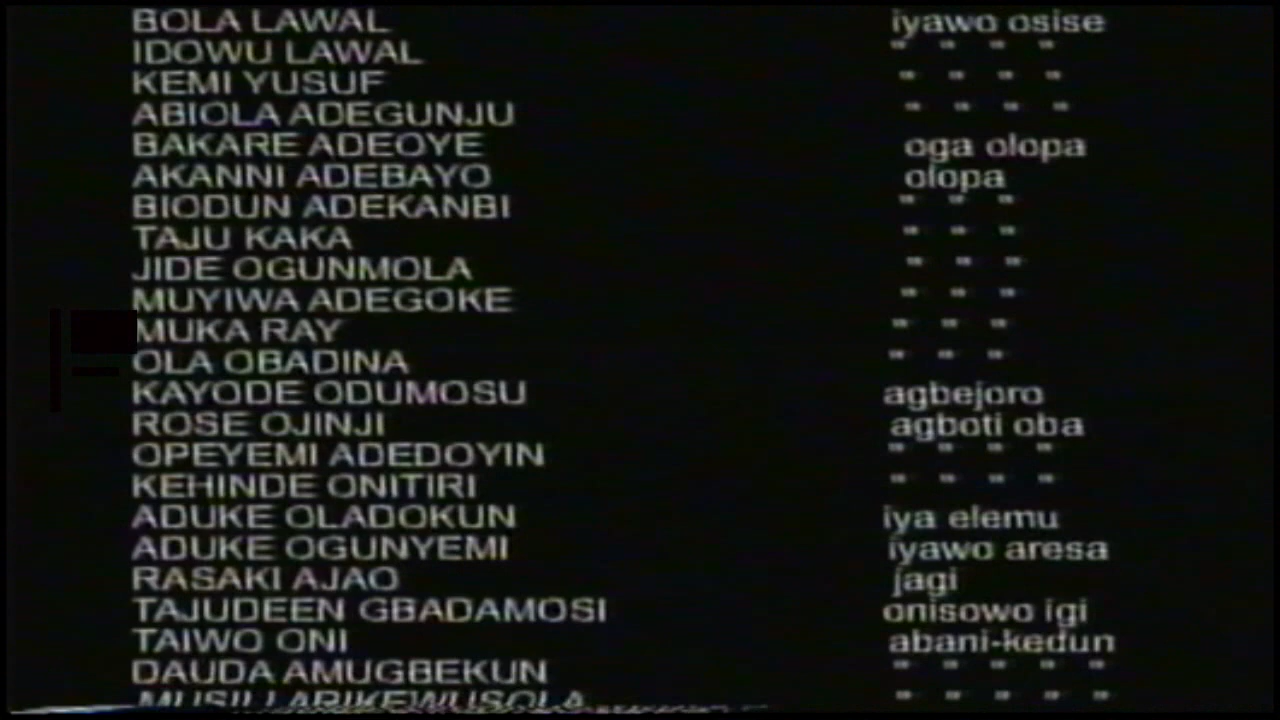 BOLA LAWAL iyawo osise
IDOWU LAWAL " " " "
KEMI YUSUF " " " "
ABIOLA ADEGUNJU " " " "
BAKARE ADEOYE oga olopa
AKANNI ADEBAYO olopa
BIODUN ADEKANBI " " "
TAJU KAKA " " "
JIDE OGUNMOLA " " "
MUYIWA ADEGOKE " " "
MUKA RAY " " "
OLA OBADINA " " "
KAYODE ODUMOSU agbejoro
ROSE OJINJI agboti oba
OPEYEMI ADEDOYIN " " " "
KEHINDE ONITIRI " " " "
ADUKE OLADOKUN iya elemu
ADUKE OGUNYEMI iyawo aresa
RASAKI AJAO jagi
TAJUDEEN GBADAMOSI onisowo igi
TAIWO ONI abani-kedun
DAUDA AMUGBEKUN " " " " "
" " " " "